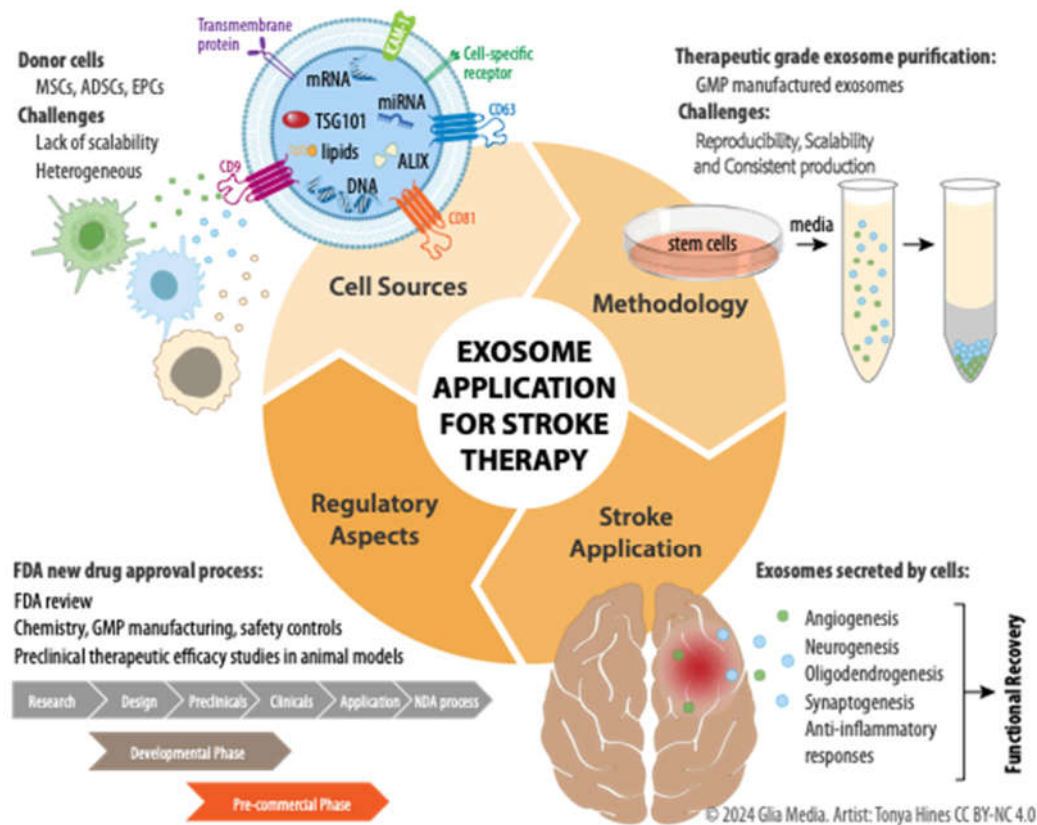 Donor cells
MSCs, ADSCs, EPCs
Challenges
Lack of scalability
Heterogeneous
Transmembrane
protein
ICAM-1
Cell-specific
receptor
mRNA
miRNA
TSG101
CD63
lipids
ALIX
CD9
DNA
CD81
Therapeutic grade exosome purification:
GMP manufactured exosomes
Challenges:
Reproducibility, Scalability
and Consistent production
stem cells
media
Cell Sources
Methodology
EXOSOME
APPLICATION
FOR STROKE
THERAPY
Regulatory
Aspects
Stroke
Application
FDA new drug approval process:
FDA review
Chemistry, GMP manufacturing, safety controls
Preclinical therapeutic efficacy studies in animal models
Research
Design
Preclinicals
Clinicals
Application
NDA process
Developmental Phase
Pre-commercial Phase
Exosomes secreted by cells:
Angiogenesis
Neurogenesis
Oligodendrogenesis
Synaptogenesis
Anti-inflammatory
responses
Functional Recovery
© 2024 Glia Media. Artist: Tonya Hines CC BY-NC 4.0